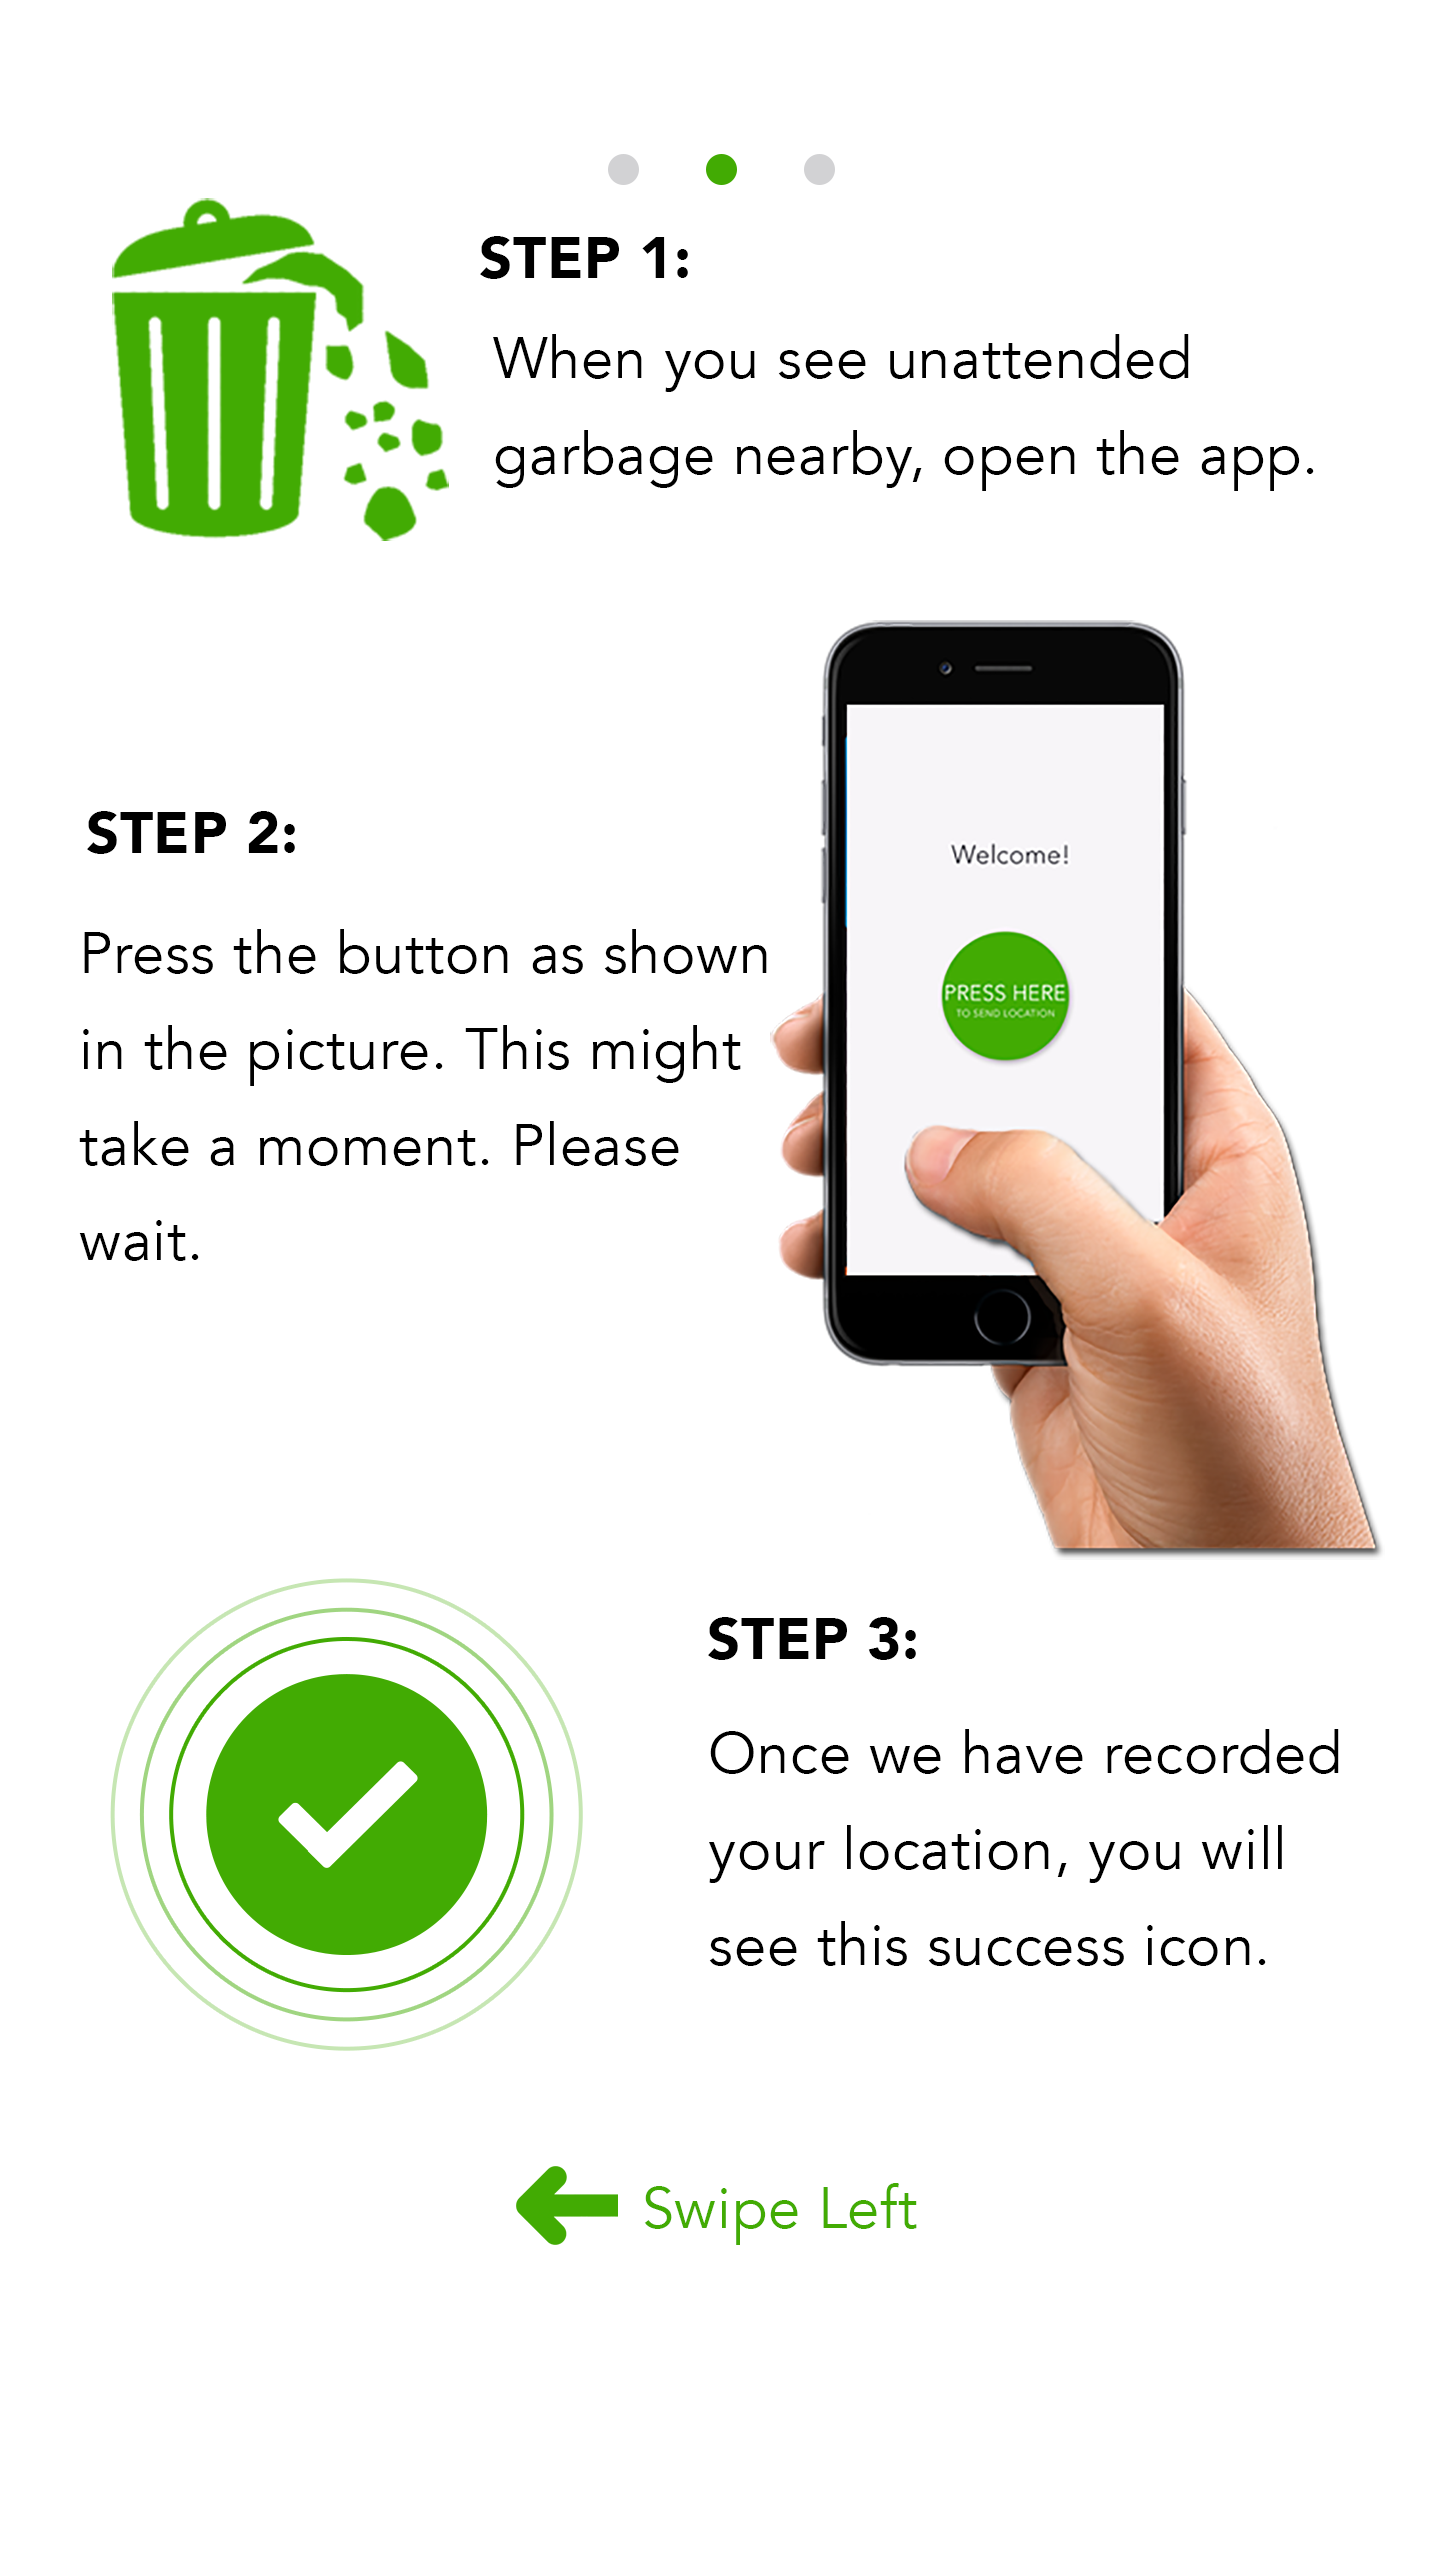 STEP 1:
When you see unattended
garbage nearby, open the app.
STEP 2:
Press the button as shown
in the picture. This might
take a moment. Please
wait.
Welcome!
PRESS HERE
TO SEND LOCATION
STEP 3:
Once we have recorded
your location, you will
see this success icon.
Swipe Left